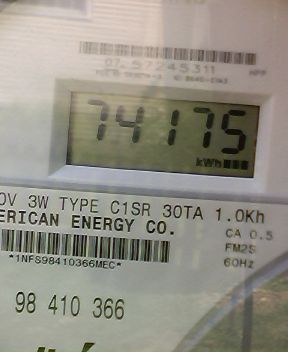 07 57245311
74175
kWh
0V 3W TYPE C1SR 30TA 1.0Kh
ERICAN ENERGY CO.
CA 0.5
FM2S
60Hz
*1NFS98410366MEC*
98 410 366